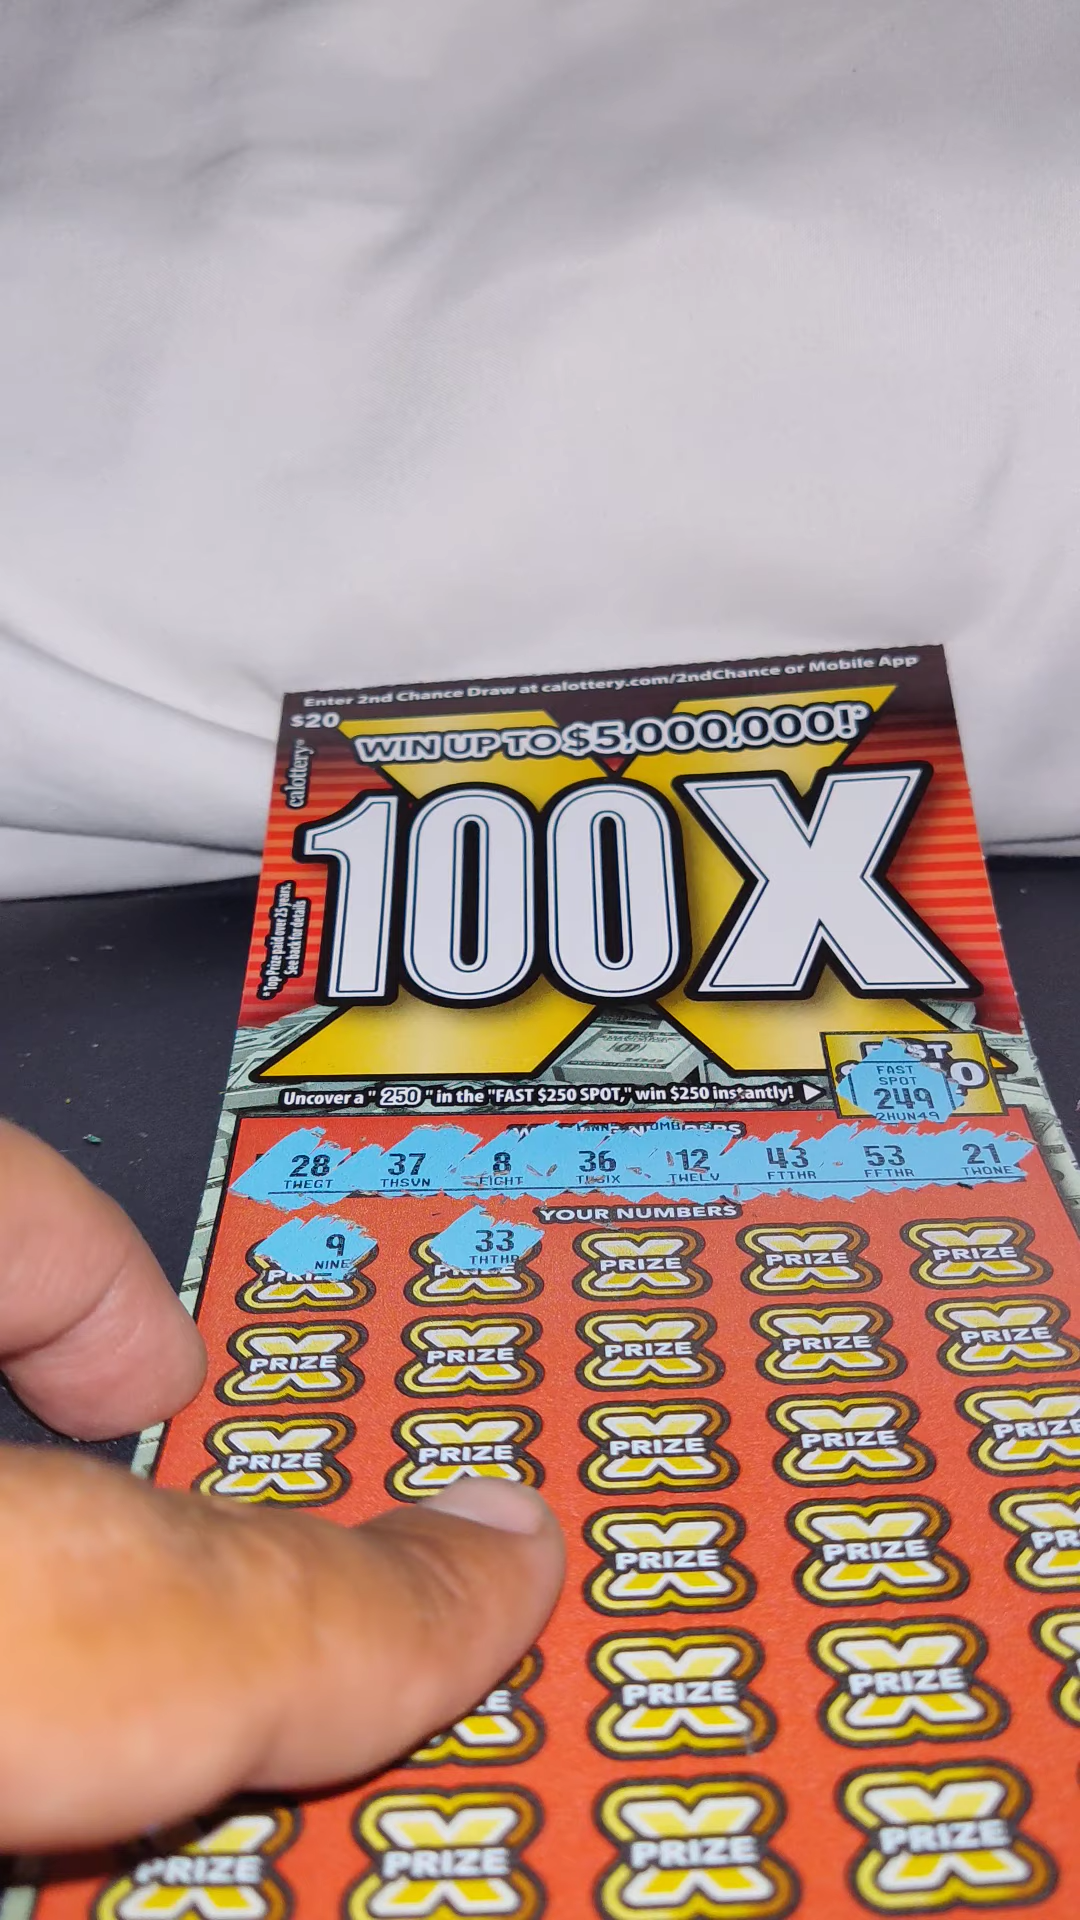 Enter 2nd Chance Draw at calottery.com/2ndChance or Mobile App
$20
WIN UP TO $5,000,000!*
calottery®
100X
*Top Prize paid over 25 years.
See back for details
FAST
SPOT
249
2HUN49
Uncover a "250" in the "FAST $250 SPOT," win $250 instantly!
28 37 8 36 12 43 53 21
THSVN EIGHT TWELV FTTHR FFTHR TWONE
YOUR NUMBERS
9 33
NINE THTHR
PRIZE PRIZE PRIZE
PRIZE PRIZE PRIZE PRIZE PRIZE
PRIZE PRIZE PRIZE PRIZE PRIZE
PRIZE PRIZE
PRIZE PRIZE
PRIZE PRIZE PRIZE PRIZE